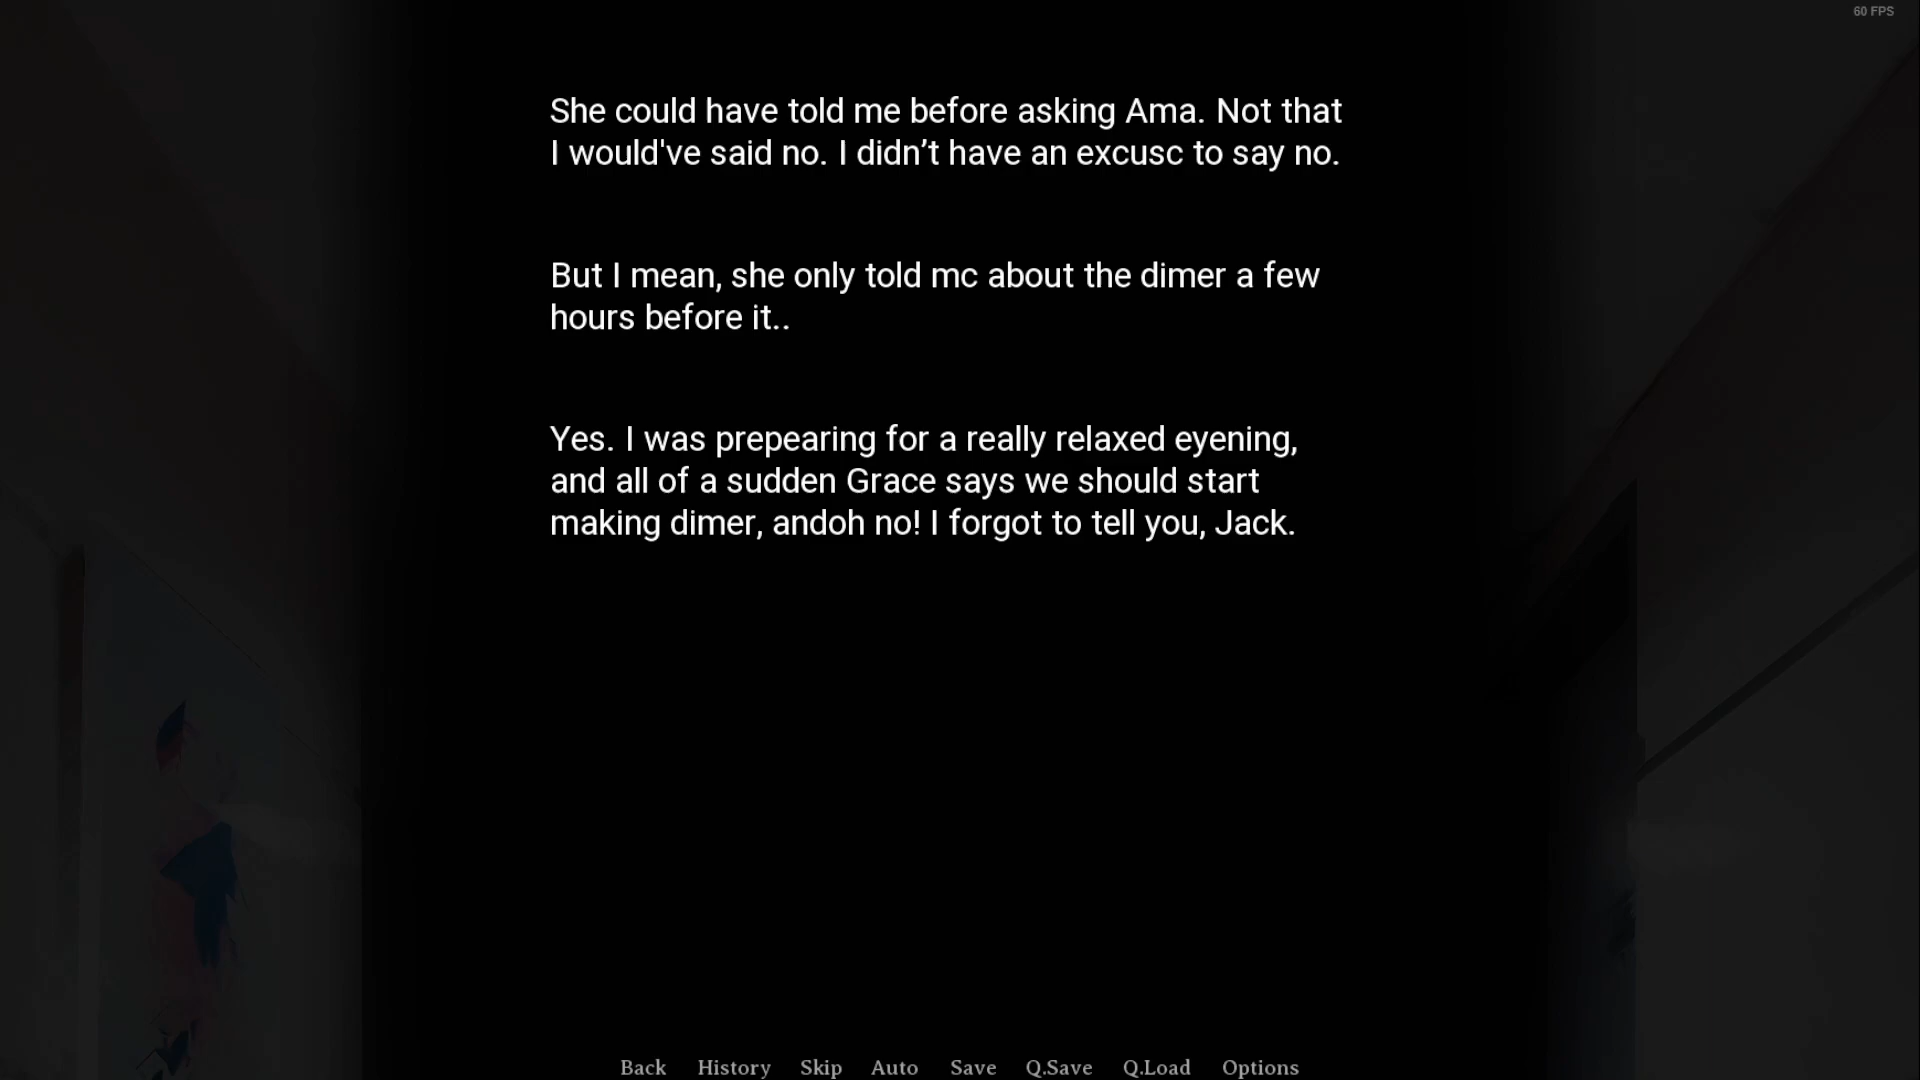 60 FPS
She could have told me before asking Ama. Not that
I would've said no. I didn’t have an excusc to say no.
But I mean, she only told mc about the dimer a few
hours before it..
Yes. I was prepearing for a really relaxed eyening,
and all of a sudden Grace says we should start
making dimer, andoh no! I forgot to tell you, Jack.
Back History Skip Auto Save Q.Save Q.Load Options